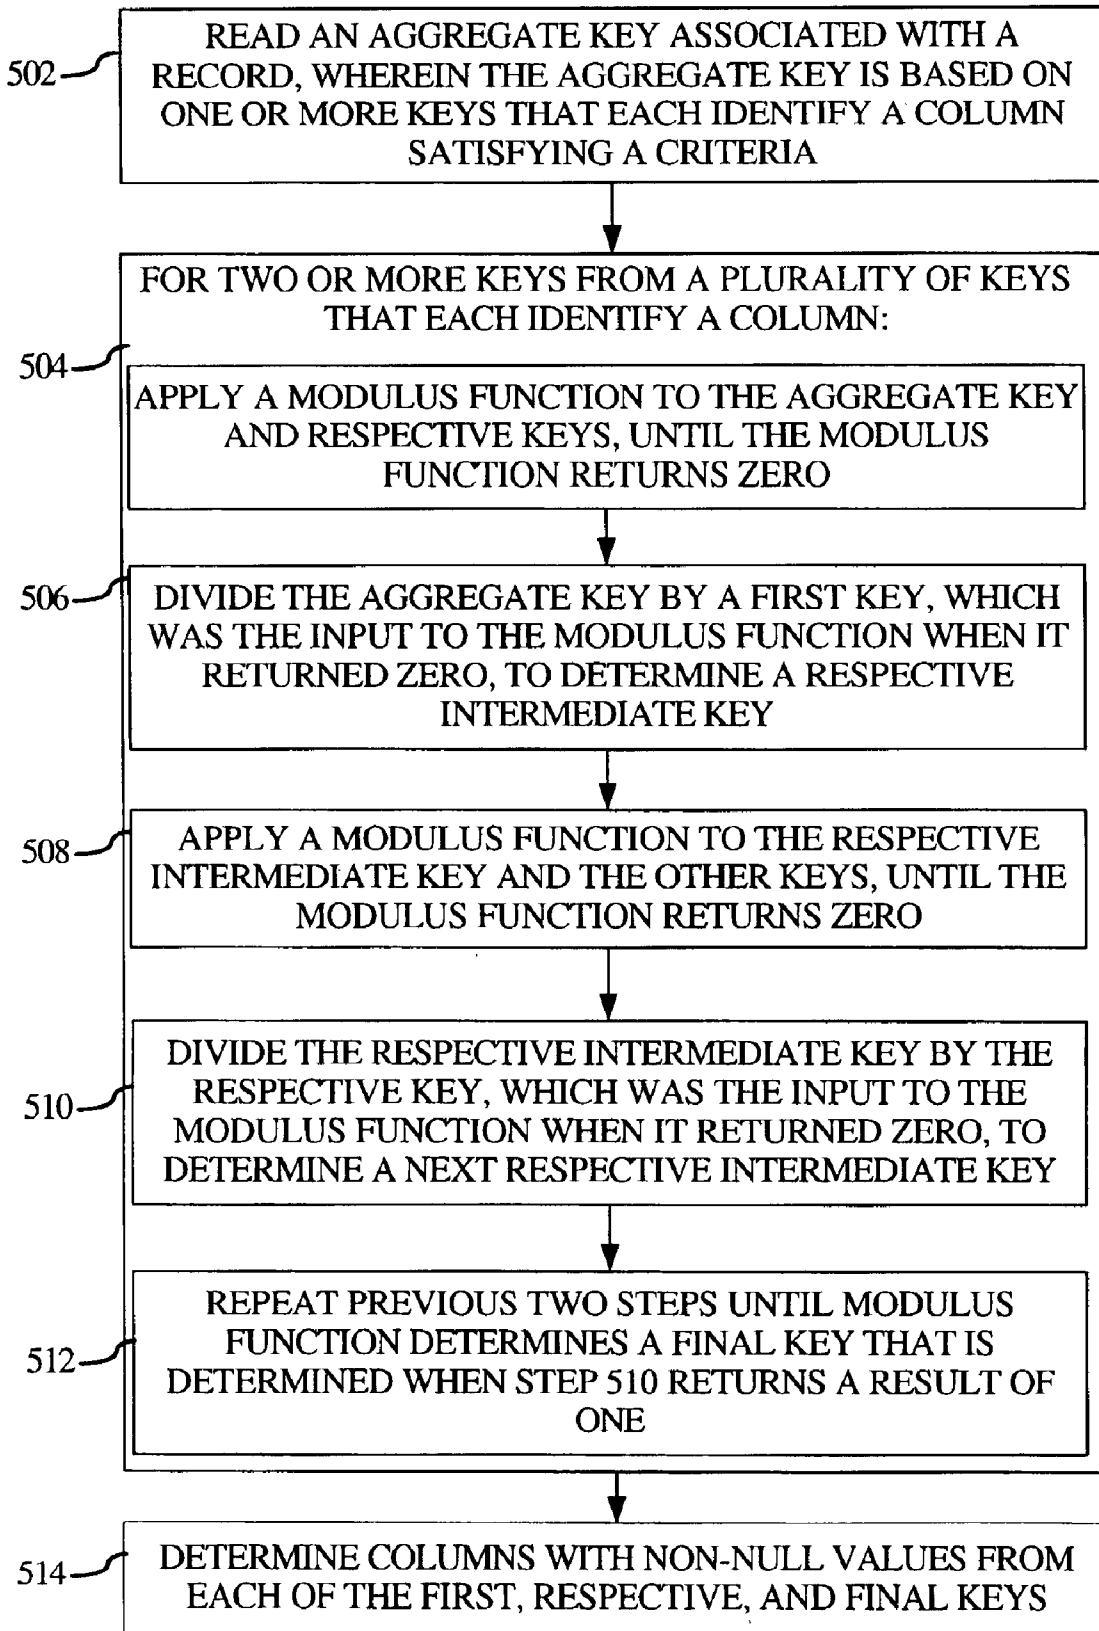 READ AN AGGREGATE KEY ASSOCIATED WITH A
RECORD, WHEREIN THE AGGREGATE KEY IS BASED ON
ONE OR MORE KEYS THAT EACH IDENTIFY A COLUMN
SATISFYING A CRITERIA
502
FOR TWO OR MORE KEYS FROM A PLURALITY OF KEYS
THAT EACH IDENTIFY A COLUMN:
504
APPLY A MODULUS FUNCTION TO THE AGGREGATE KEY
AND RESPECTIVE KEYS, UNTIL THE MODULUS
FUNCTION RETURNS ZERO
506
DIVIDE THE AGGREGATE KEY BY A FIRST KEY, WHICH
WAS THE INPUT TO THE MODULUS FUNCTION WHEN IT
RETURNED ZERO, TO DETERMINE A RESPECTIVE
INTERMEDIATE KEY
508
APPLY A MODULUS FUNCTION TO THE RESPECTIVE
INTERMEDIATE KEY AND THE OTHER KEYS, UNTIL THE
MODULUS FUNCTION RETURNS ZERO
510
DIVIDE THE RESPECTIVE INTERMEDIATE KEY BY THE
RESPECTIVE KEY, WHICH WAS THE INPUT TO THE
MODULUS FUNCTION WHEN IT RETURNED ZERO, TO
DETERMINE A NEXT RESPECTIVE INTERMEDIATE KEY
512
REPEAT PREVIOUS TWO STEPS UNTIL MODULUS
FUNCTION DETERMINES A FINAL KEY THAT IS
DETERMINED WHEN STEP 510 RETURNS A RESULT OF
ONE
514
DETERMINE COLUMNS WITH NON-NULL VALUES FROM
EACH OF THE FIRST, RESPECTIVE, AND FINAL KEYS